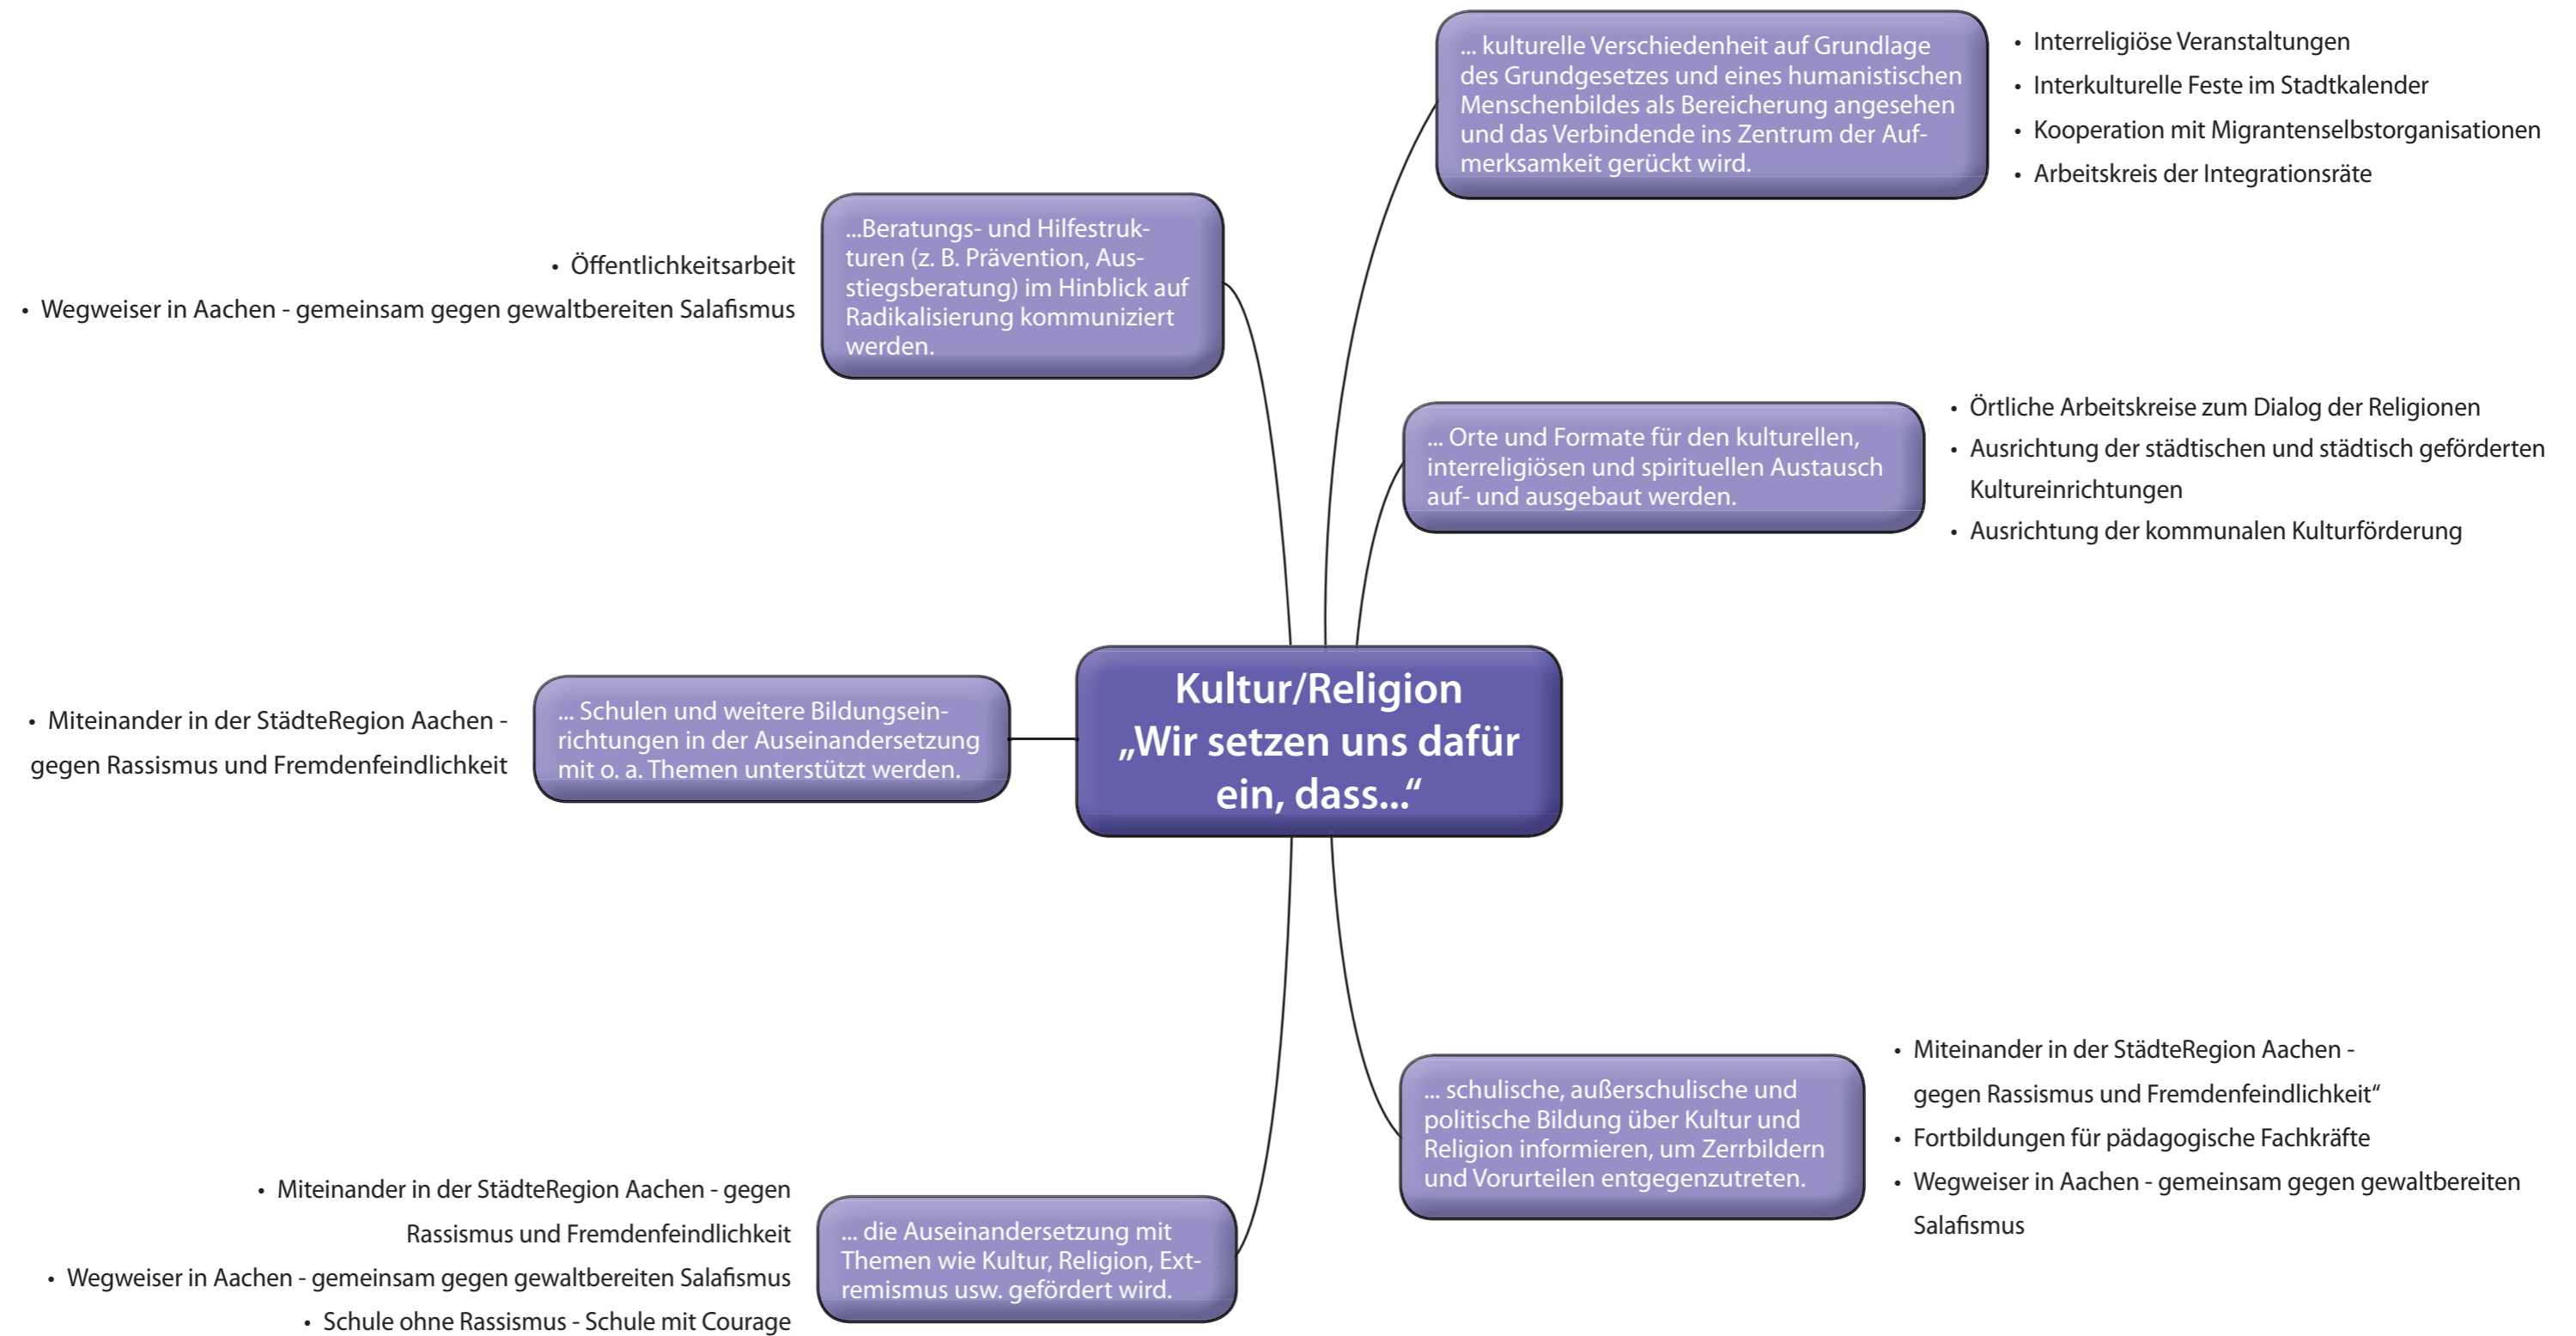 Kultur/Religion
„Wir setzen uns dafür
ein, dass...“
... kulturelle Verschiedenheit auf Grundlage
des Grundgesetzes und eines humanistischen
Menschenbildes als Bereicherung angesehen
und das Verbindende ins Zentrum der Auf-
merksamkeit gerückt wird.
• Interreligiöse Veranstaltungen
• Interkulturelle Feste im Stadtkalender
• Kooperation mit Migrantenselbstorganisationen
• Arbeitskreis der Integrationsräte
... Orte und Formate für den kulturellen,
interreligiösen und spirituellen Austausch
auf- und ausgebaut werden.
• Örtliche Arbeitskreise zum Dialog der Religionen
• Ausrichtung der städtischen und städtisch geförderten
Kultureinrichtungen
• Ausrichtung der kommunalen Kulturförderung
... schulische, außerschulische und
politische Bildung über Kultur und
Religion informieren, um Zerrbildern
und Vorurteilen entgegenzutreten.
• Miteinander in der StädteRegion Aachen -
gegen Rassismus und Fremdenfeindlichkeit“
• Fortbildungen für pädagogische Fachkräfte
• Wegweiser in Aachen - gemeinsam gegen gewaltbereiten
Salafismus
... die Auseinandersetzung mit
Themen wie Kultur, Religion, Ext-
remismus usw. gefördert wird.
• Miteinander in der StädteRegion Aachen - gegen
Rassismus und Fremdenfeindlichkeit
• Wegweiser in Aachen - gemeinsam gegen gewaltbereiten Salafismus
• Schule ohne Rassismus - Schule mit Courage
... Schulen und weitere Bildungsein-
richtungen in der Auseinandersetzung
mit o. a. Themen unterstützt werden.
• Miteinander in der StädteRegion Aachen -
gegen Rassismus und Fremdenfeindlichkeit
...Beratungs- und Hilfestruk-
turen (z. B. Prävention, Aus-
stiegsberatung) im Hinblick auf
Radikalisierung kommuniziert
werden.
• Öffentlichkeitsarbeit
• Wegweiser in Aachen - gemeinsam gegen gewaltbereiten Salafismus